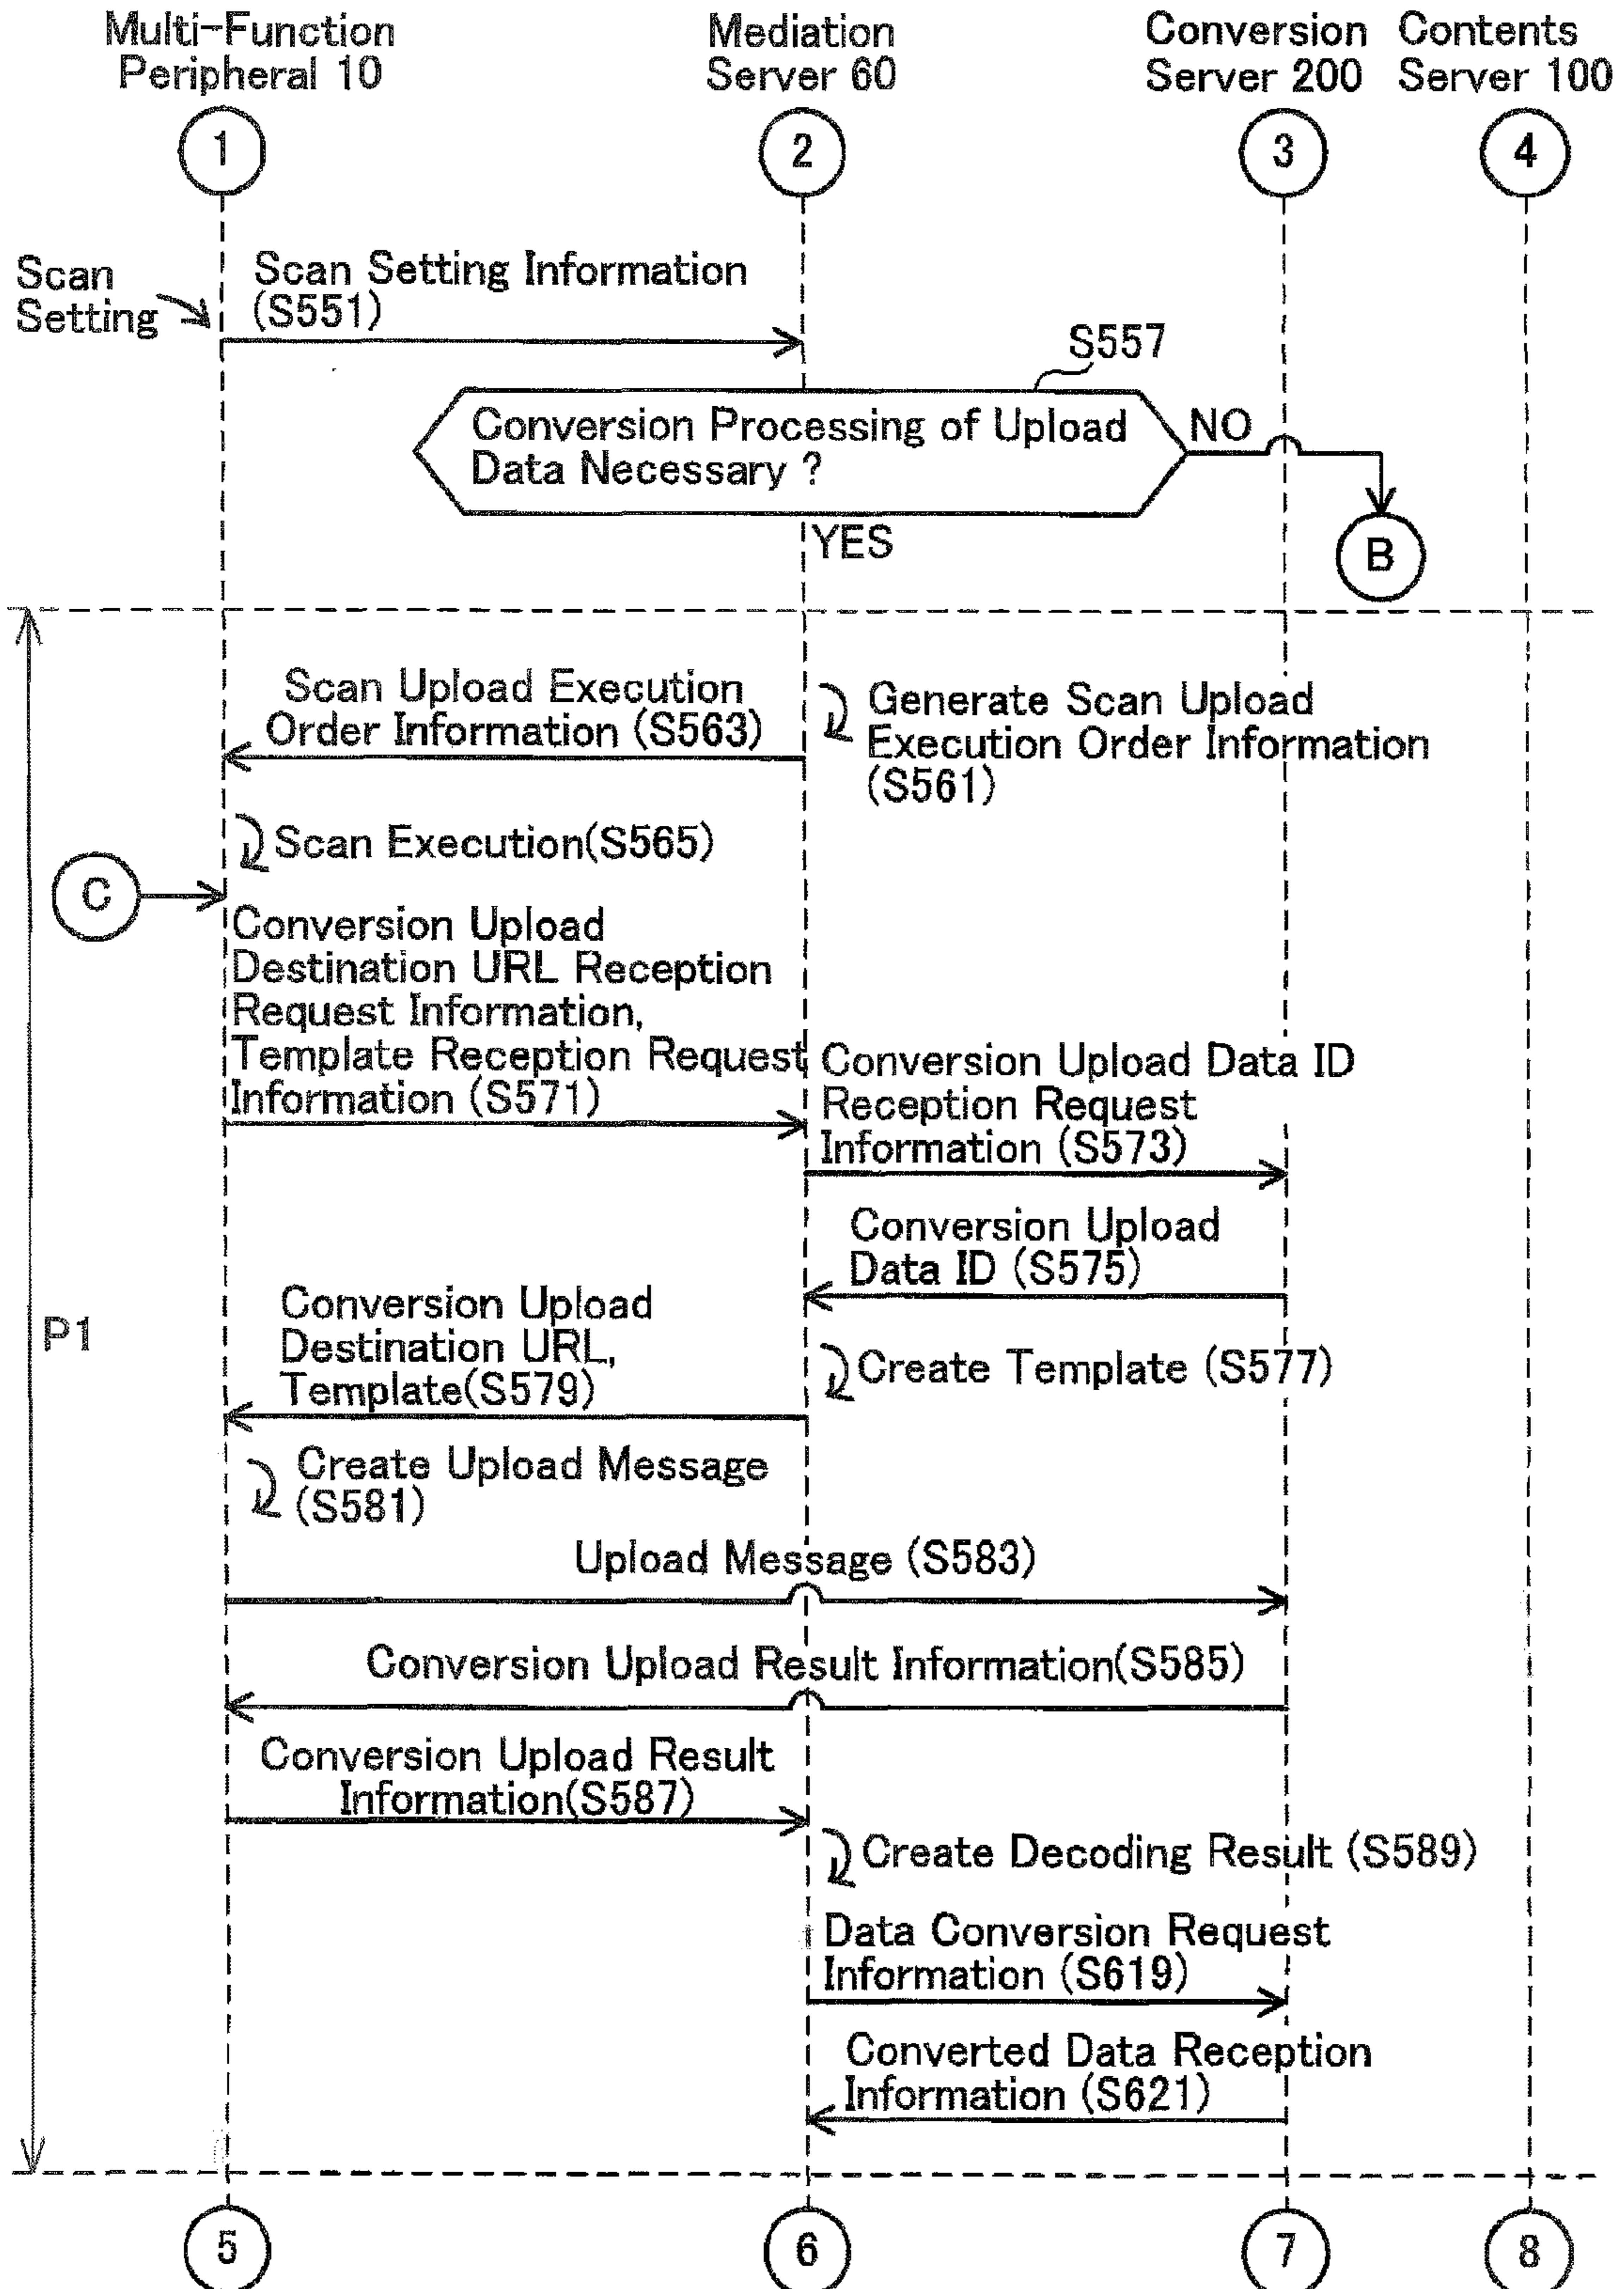 Multi-Function
Peripheral 10
Mediation
Server 60
Conversion
Server 200
Contents
Server 100
1
2
3
4
Scan
Setting
Scan Setting Information
(S551)
S557
Conversion Processing of Upload
Data Necessary ?
NO
YES
B
Scan Upload Execution
Order Information (S563)
Generate Scan Upload
Execution Order Information
(S561)
Scan Execution(S565)
C
Conversion Upload
Destination URL Reception
Request Information,
Template Reception Request
Information (S571)
Conversion Upload Data ID
Reception Request
Information (S573)
Conversion Upload
Data ID (S575)
P1
Conversion Upload
Destination URL,
Template(S579)
Create Template (S577)
Create Upload Message
(S581)
Upload Message (S583)
Conversion Upload Result Information(S585)
Conversion Upload Result
Information(S587)
Create Decoding Result (S589)
Data Conversion Request
Information (S619)
Converted Data Reception
Information (S621)
5
6
7
8